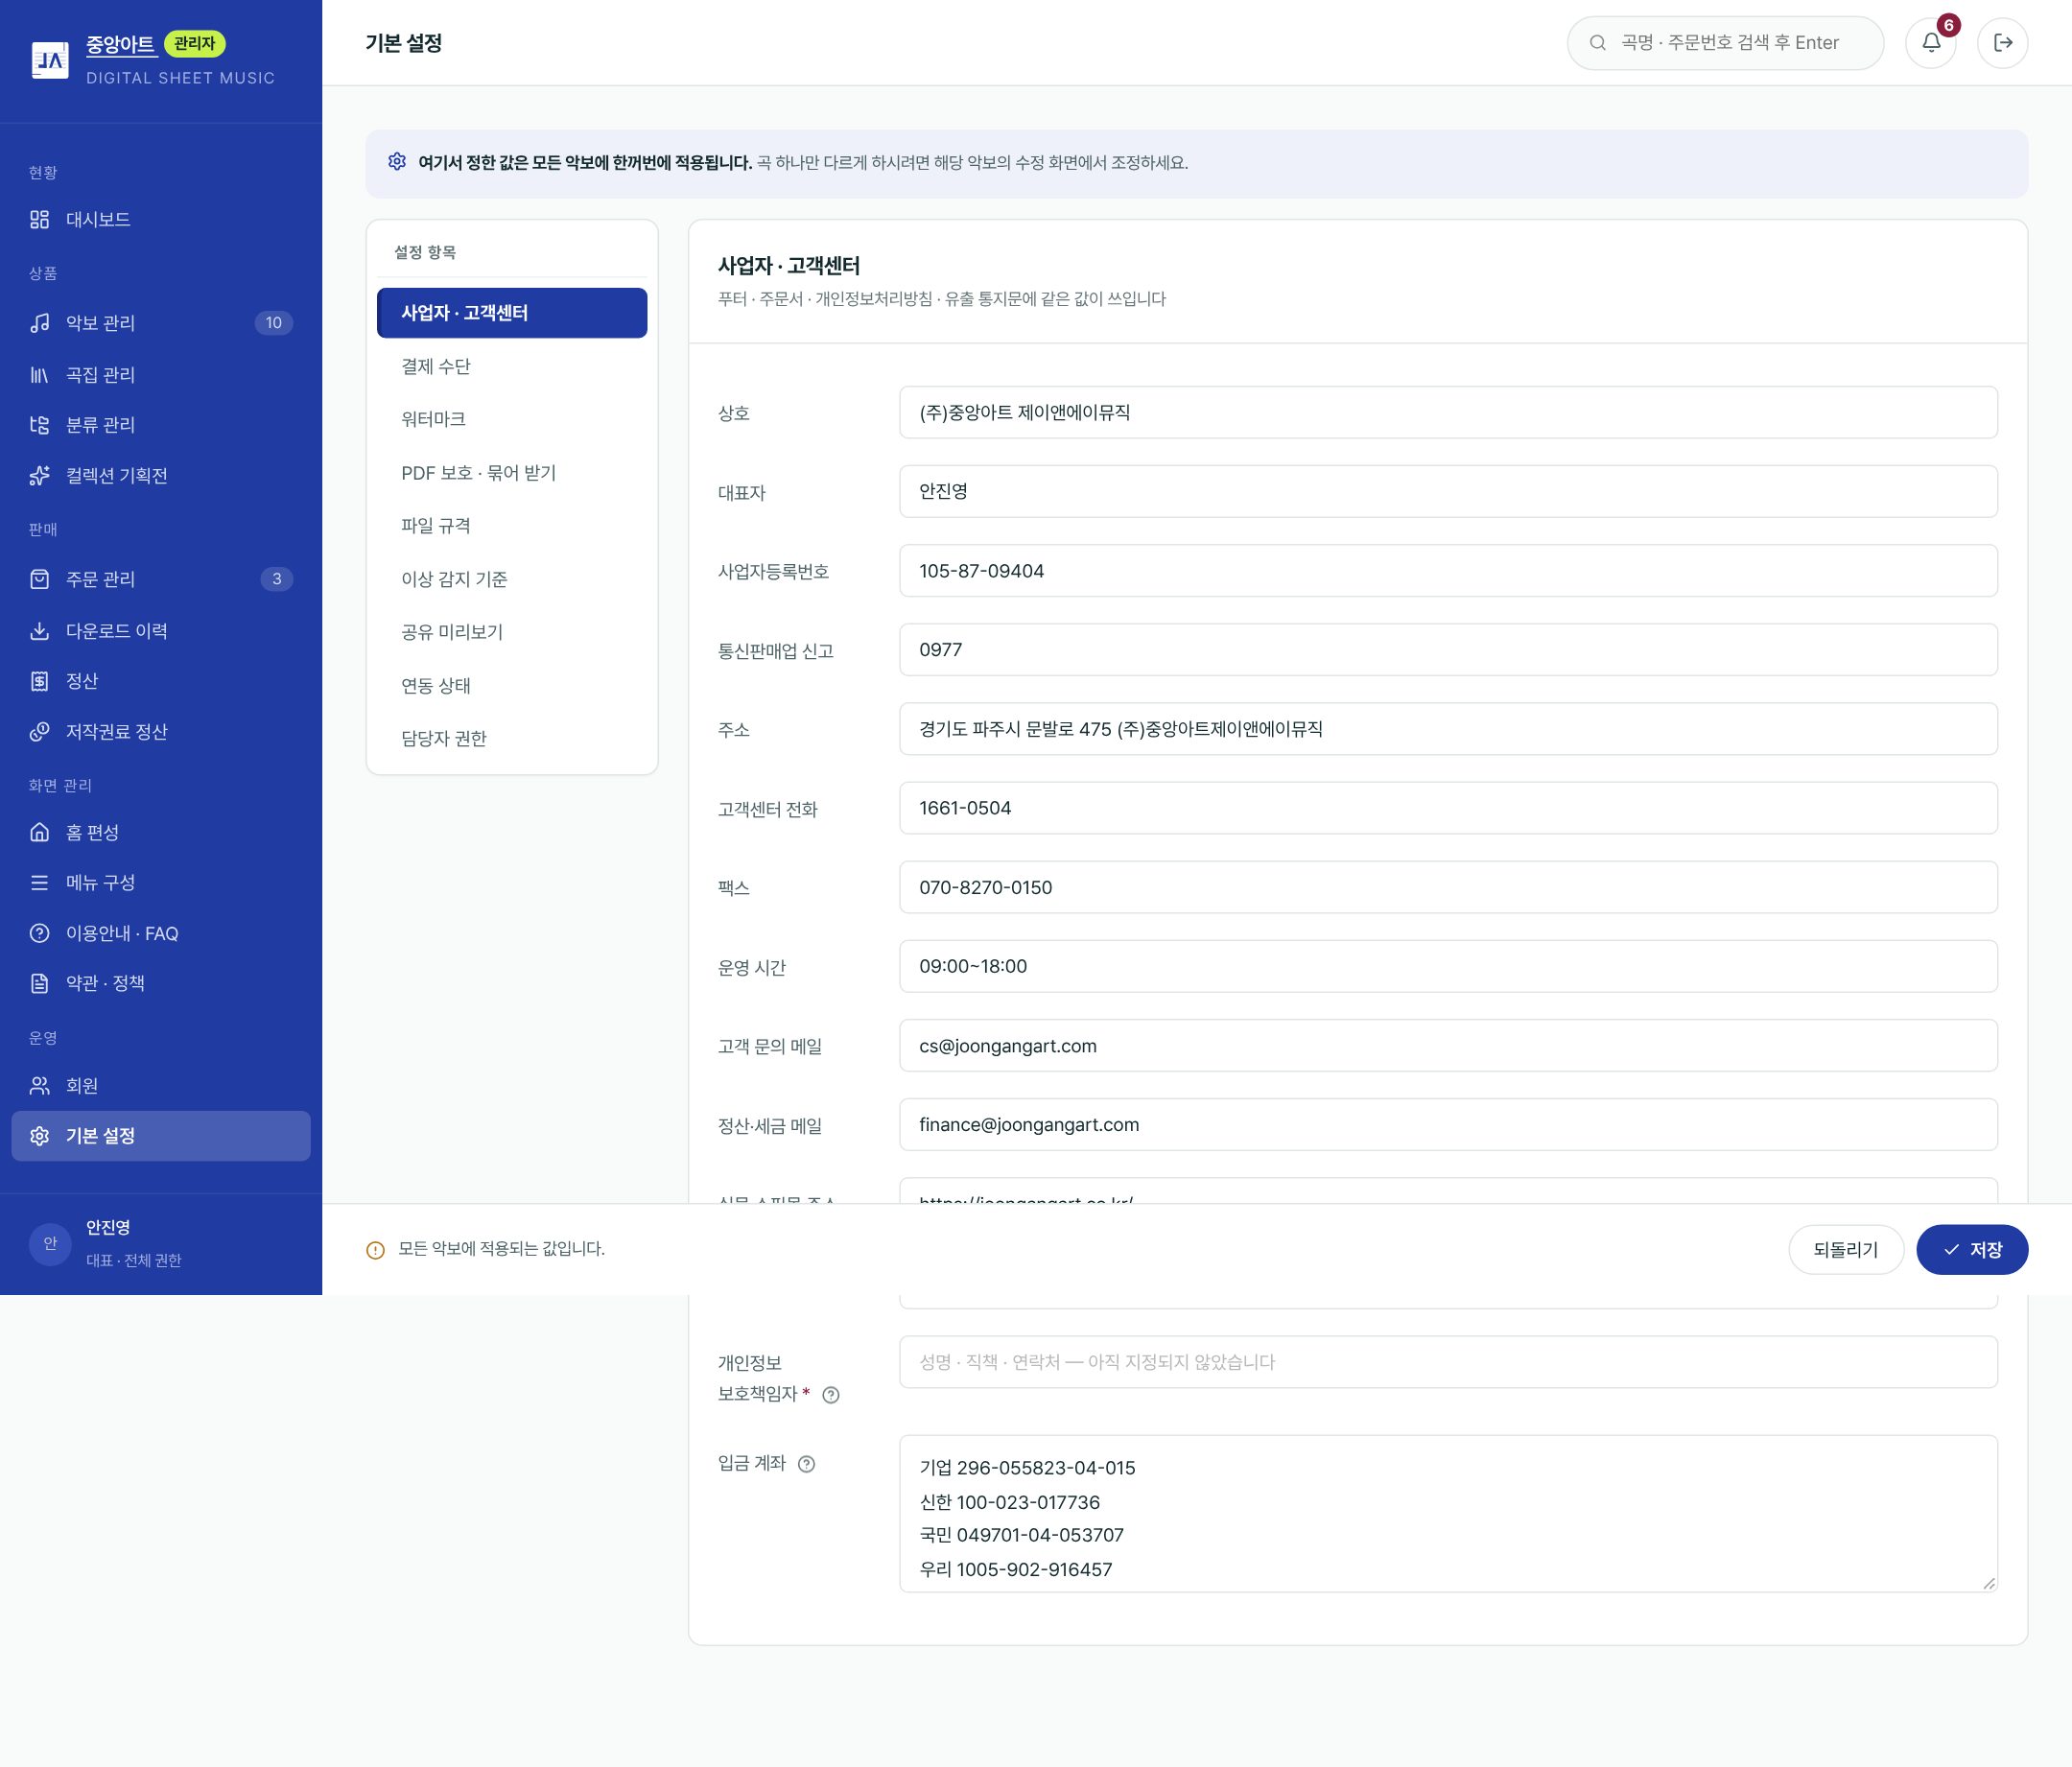 중앙아트 관리자
DIGITAL SHEET MUSIC
현황
대시보드
상품
악보 관리 10
곡집 관리
분류 관리
컬렉션 기획전
판매
주문 관리 3
다운로드 이력
정산
저작권료 정산
화면 관리
홈 편성
메뉴 구성
이용안내 · FAQ
약관 · 정책
운영
회원
기본 설정
안
안진영
대표 · 전체 권한
기본 설정
곡명 · 주문번호 검색 후 Enter
6
여기서 정한 값은 모든 악보에 한꺼번에 적용됩니다. 곡 하나만 다르게 하시려면 해당 악보의 수정 화면에서 조정하세요.
설정 항목
사업자 · 고객센터
결제 수단
워터마크
PDF 보호 · 묶어 받기
파일 규격
이상 감지 기준
공유 미리보기
연동 상태
담당자 권한
사업자 · 고객센터
푸터 · 주문서 · 개인정보처리방침 · 유출 통지문에 같은 값이 쓰입니다
상호 (주)중앙아트 제이앤에이뮤직
대표자 안진영
사업자등록번호 105-87-09404
통신판매업 신고 0977
주소 경기도 파주시 문발로 475 (주)중앙아트제이앤에이뮤직
고객센터 전화 1661-0504
팩스 070-8270-0150
운영 시간 09:00~18:00
고객 문의 메일 cs@joongangart.com
정산·세금 메일 finance@joongangart.com
모든 악보에 적용되는 값입니다.
되돌리기
저장
개인정보
보호책임자 *
성명 · 직책 · 연락처 — 아직 지정되지 않았습니다
입금 계좌
기업 296-055823-04-015
신한 100-023-017736
국민 049701-04-053707
우리 1005-902-916457